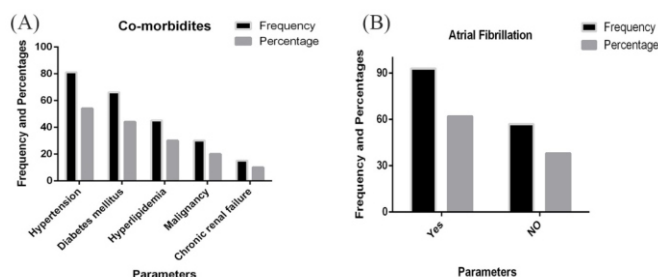 (A)
Co-morbidites
Frequency
Percentage
Frequency and Percentages
100
80
60
40
20
0
Hypertension
Diabetes mellitus
Hyperlipidemia
Malignancy
Chronic renal failure
Parameters
(B)
Atrial Fibrillation
Frequency
Percentage
Frequency and Percentages
90
60
30
0
Yes
NO
Parameters